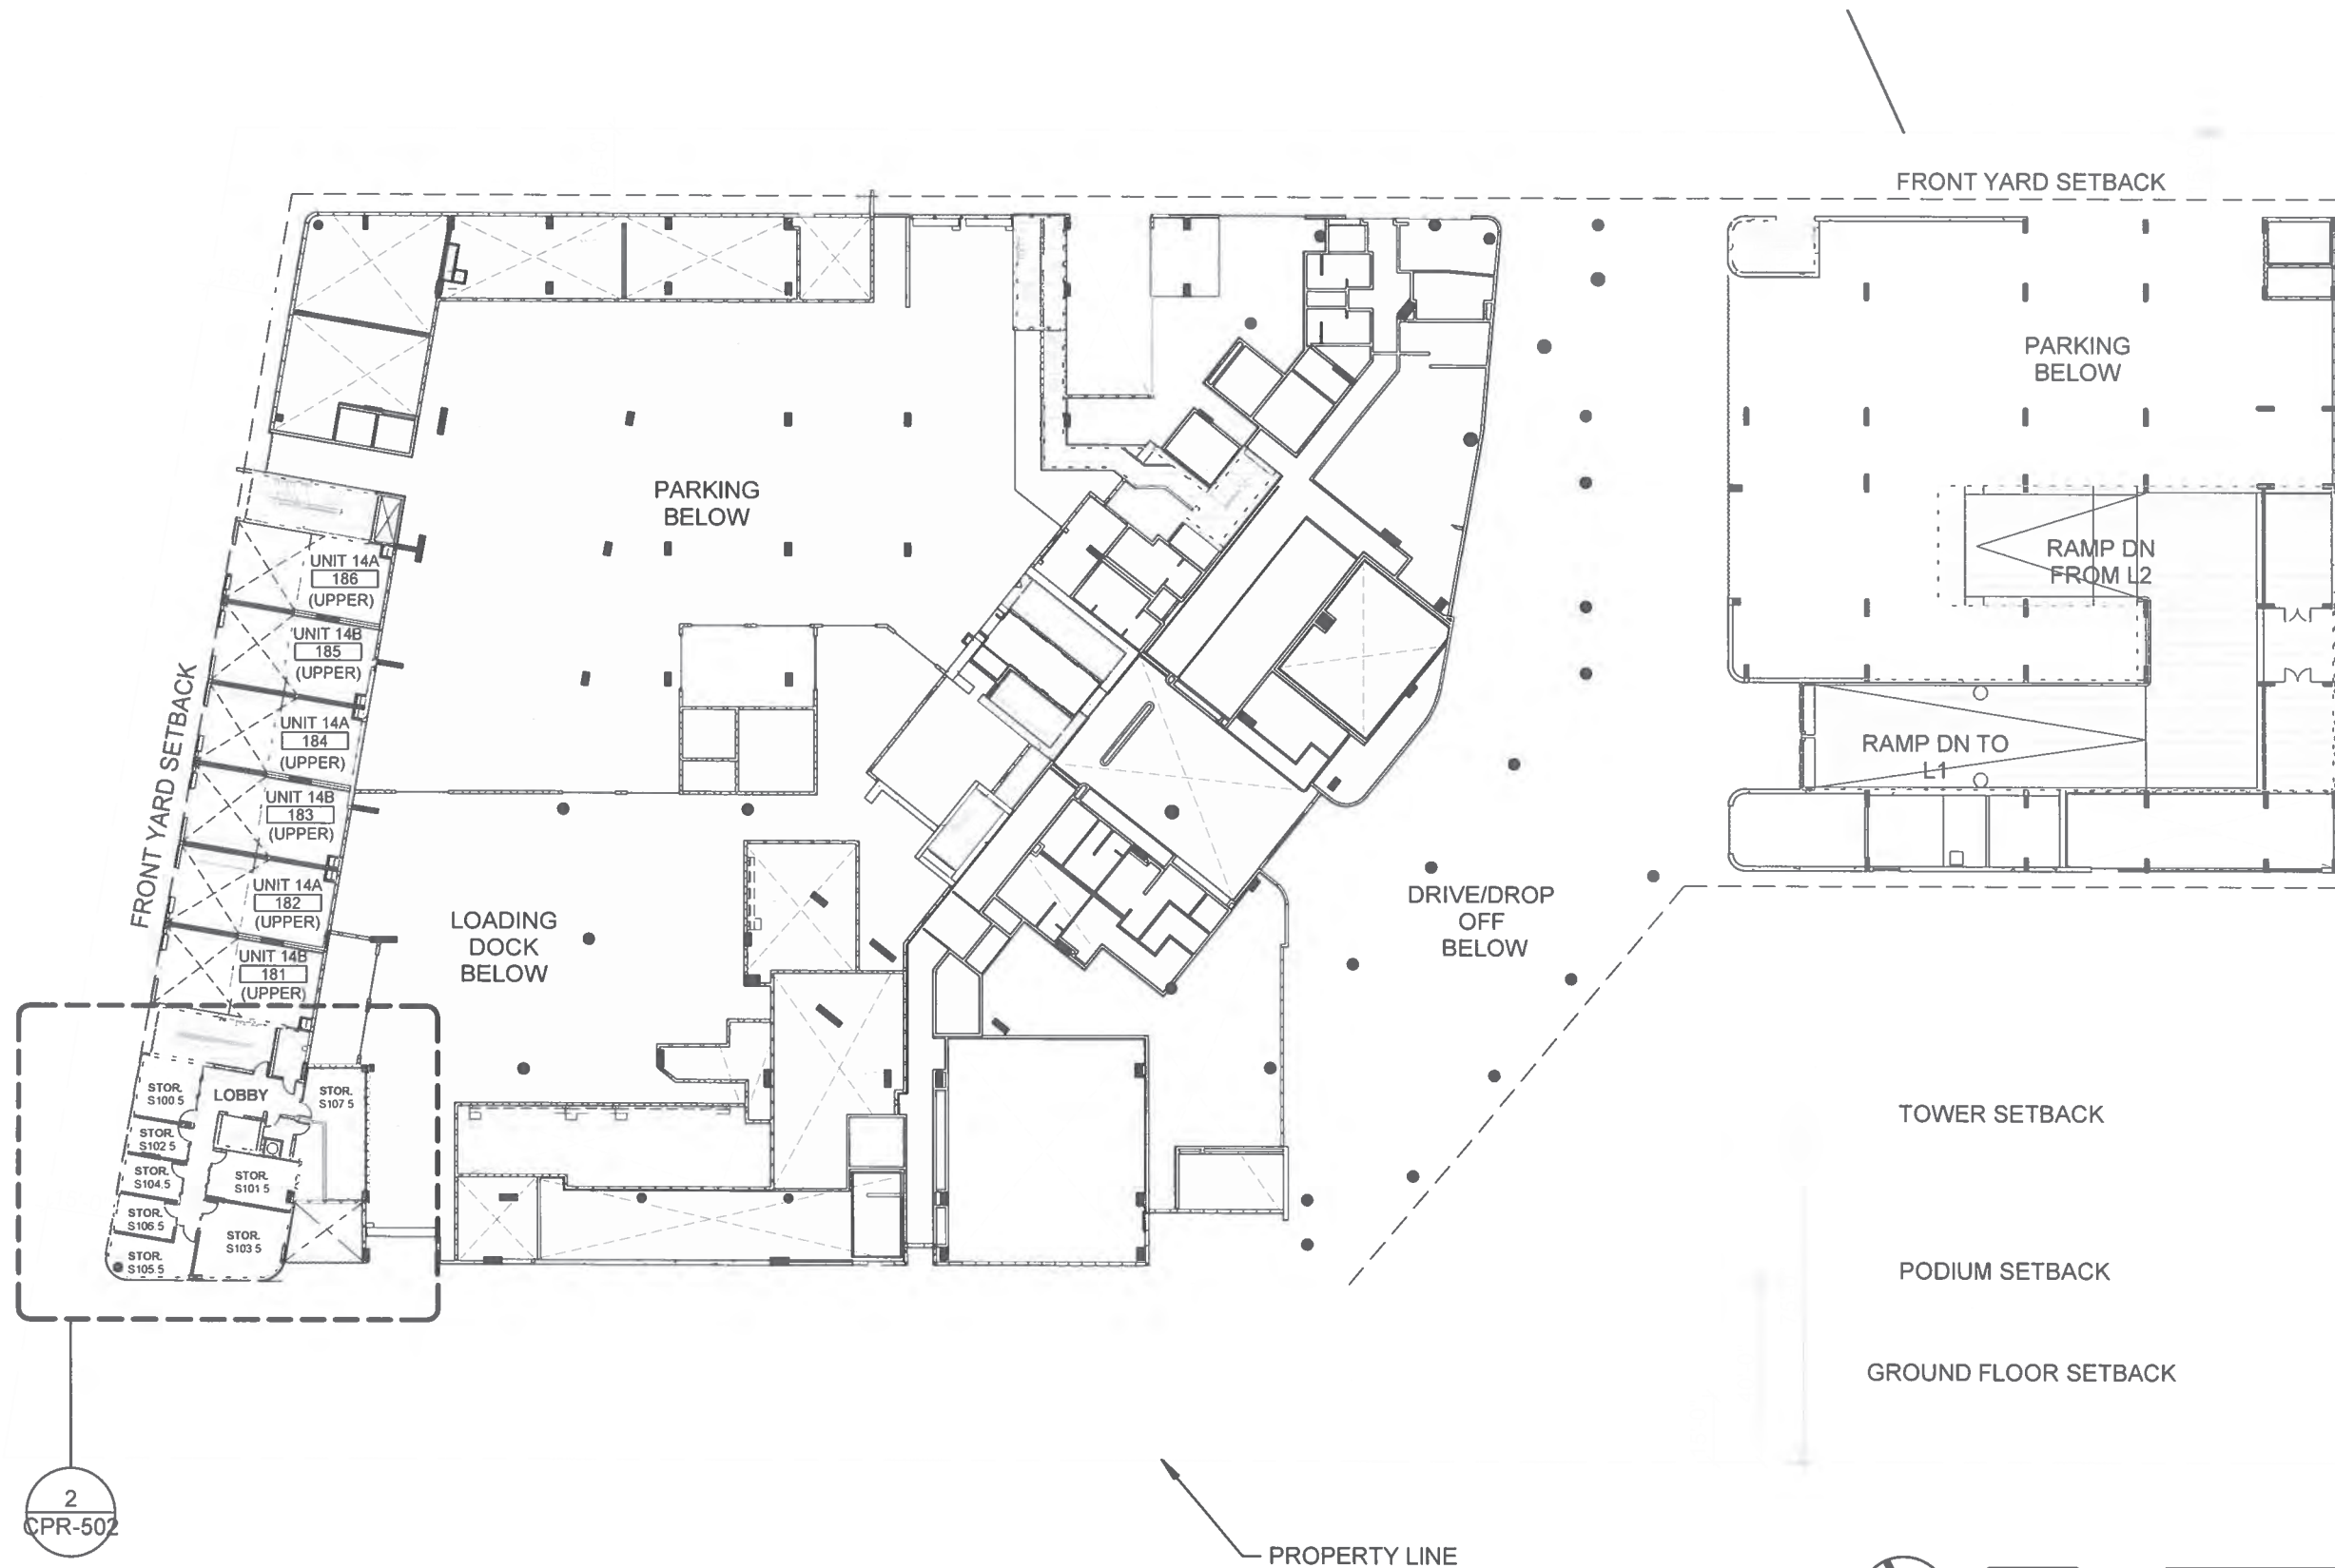 FRONT YARD SETBACK
PARKING
BELOW
PARKING
BELOW
RAMP DN
FROM L2
RAMP DN TO
L1
UNIT 14A
186
(UPPER)
UNIT 14B
185
(UPPER)
UNIT 14A
184
(UPPER)
UNIT 14B
183
(UPPER)
UNIT 14A
182
(UPPER)
UNIT 14B
181
(UPPER)
FRONT YARD SETBACK
LOADING
DOCK
BELOW
DRIVE/DROP
OFF
BELOW
STOR.
S100 5
LOBBY
STOR.
S107 5
STOR.
S102 5
STOR.
S104.5
STOR.
S101 5
STOR.
S106.5
STOR.
S103 5
STOR.
S105.5
TOWER SETBACK
PODIUM SETBACK
GROUND FLOOR SETBACK
2
CPR-502
PROPERTY LINE